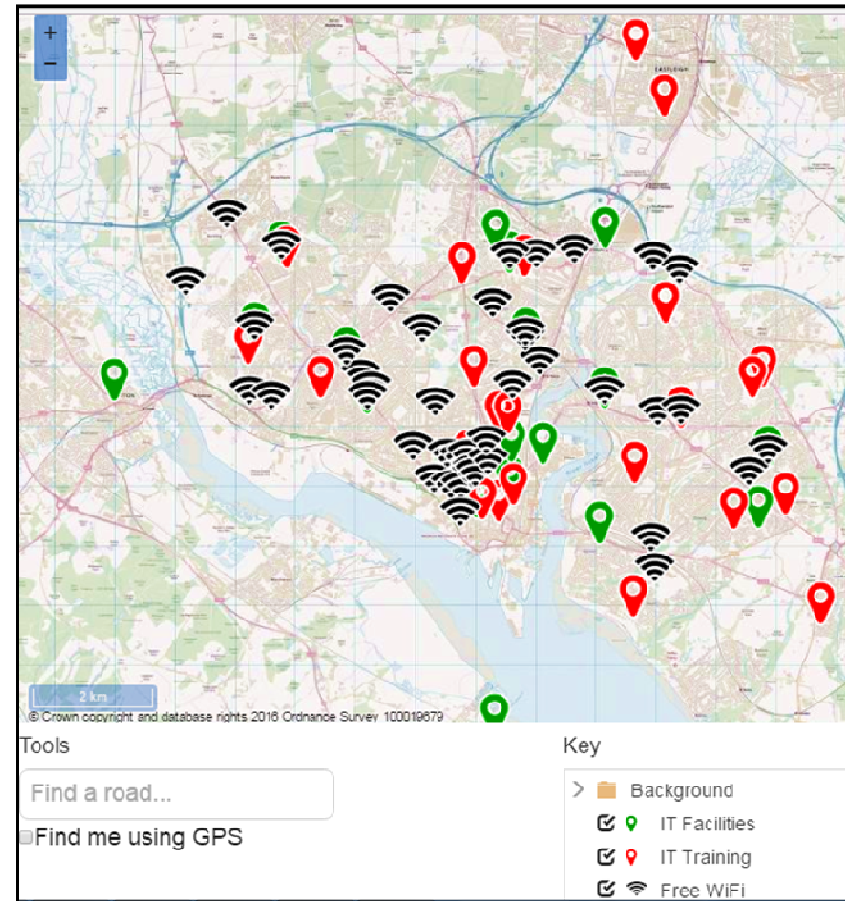 +
EASTLEIGH
−
2 km
© Crown copyright and database rights 2016 Ordnance Survey 100019679
Tools
Key
Find a road...
Background
IT Facilities
Find me using GPS
IT Training
Free WiFi